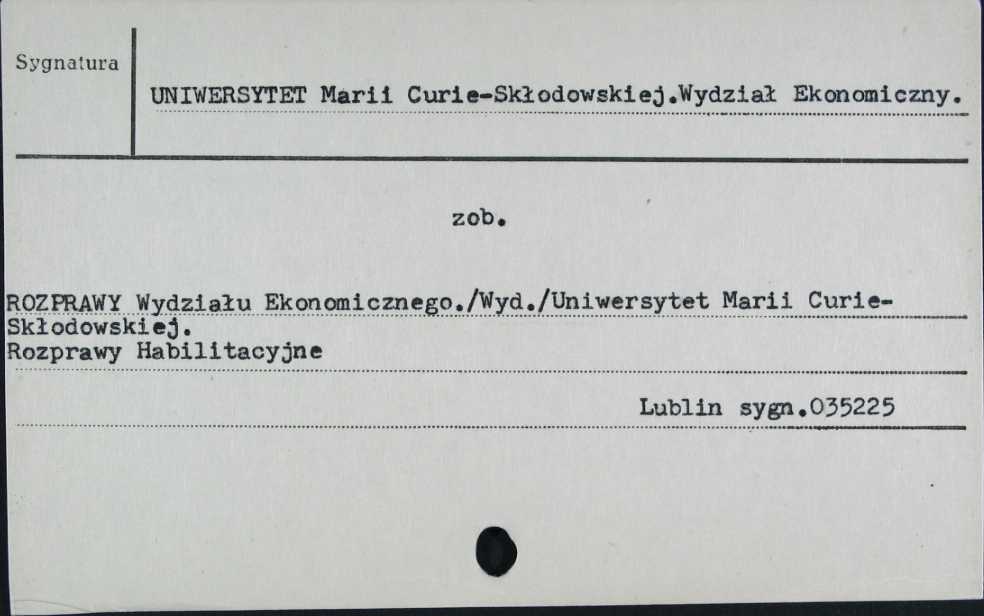 Sygnatura
UNIWERSYTET Marii Curie-Skłodowskiej.Wydział Ekonomiczny.
zob.
ROZPRAWY Wydziału Ekonomicznego./Wyd./Uniwersytet Marii Curie-
Skłodowskiej.
Rozprawy Habilitacyjne
Lublin sygn.035225